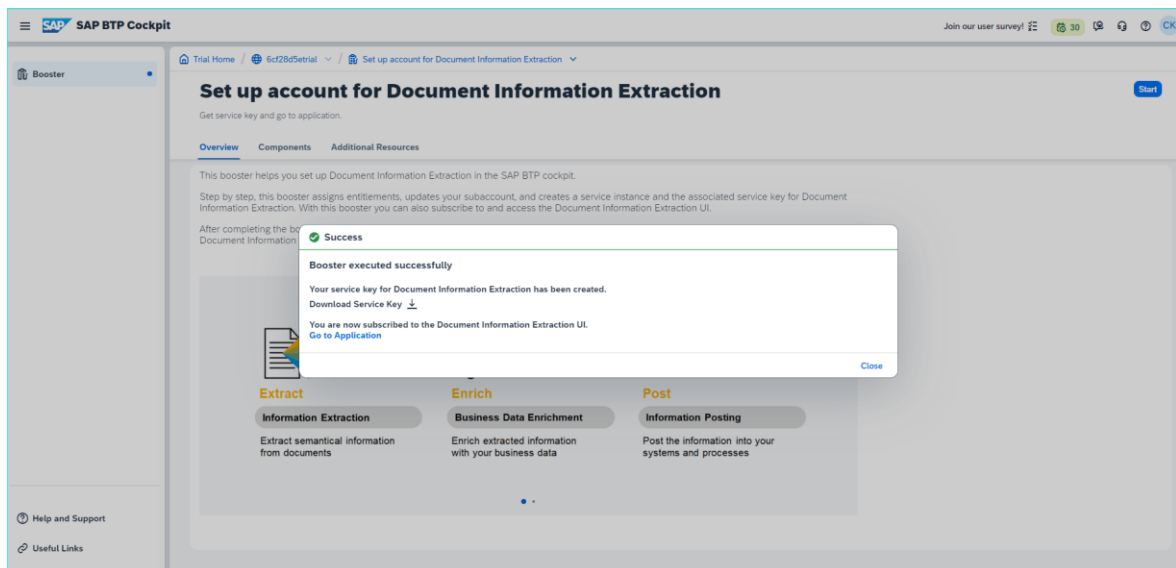 SAP SAP BTP Cockpit
Join our user survey!
30
CK
Booster
Trial Home / 6cf28d5etrial / Set up account for Document Information Extraction
Set up account for Document Information Extraction
Start
Get service key and go to application.
Overview Components Additional Resources
This booster helps you set up Document Information Extraction in the SAP BTP cockpit.
Step by step, this booster assigns entitlements, updates your subaccount, and creates a service instance and the associated service key for Document
Information Extraction. With this booster you can also subscribe to and access the Document Information Extraction UI.
After completing the bo
Document Information
Success
Booster executed successfully
Your service key for Document Information Extraction has been created.
Download Service Key
You are now subscribed to the Document Information Extraction UI.
Go to Application
Close
Extract Enrich Post
Information Extraction Business Data Enrichment Information Posting
Extract semantical information Enrich extracted information Post the information into your
from documents with your business data systems and processes
Help and Support
Useful Links